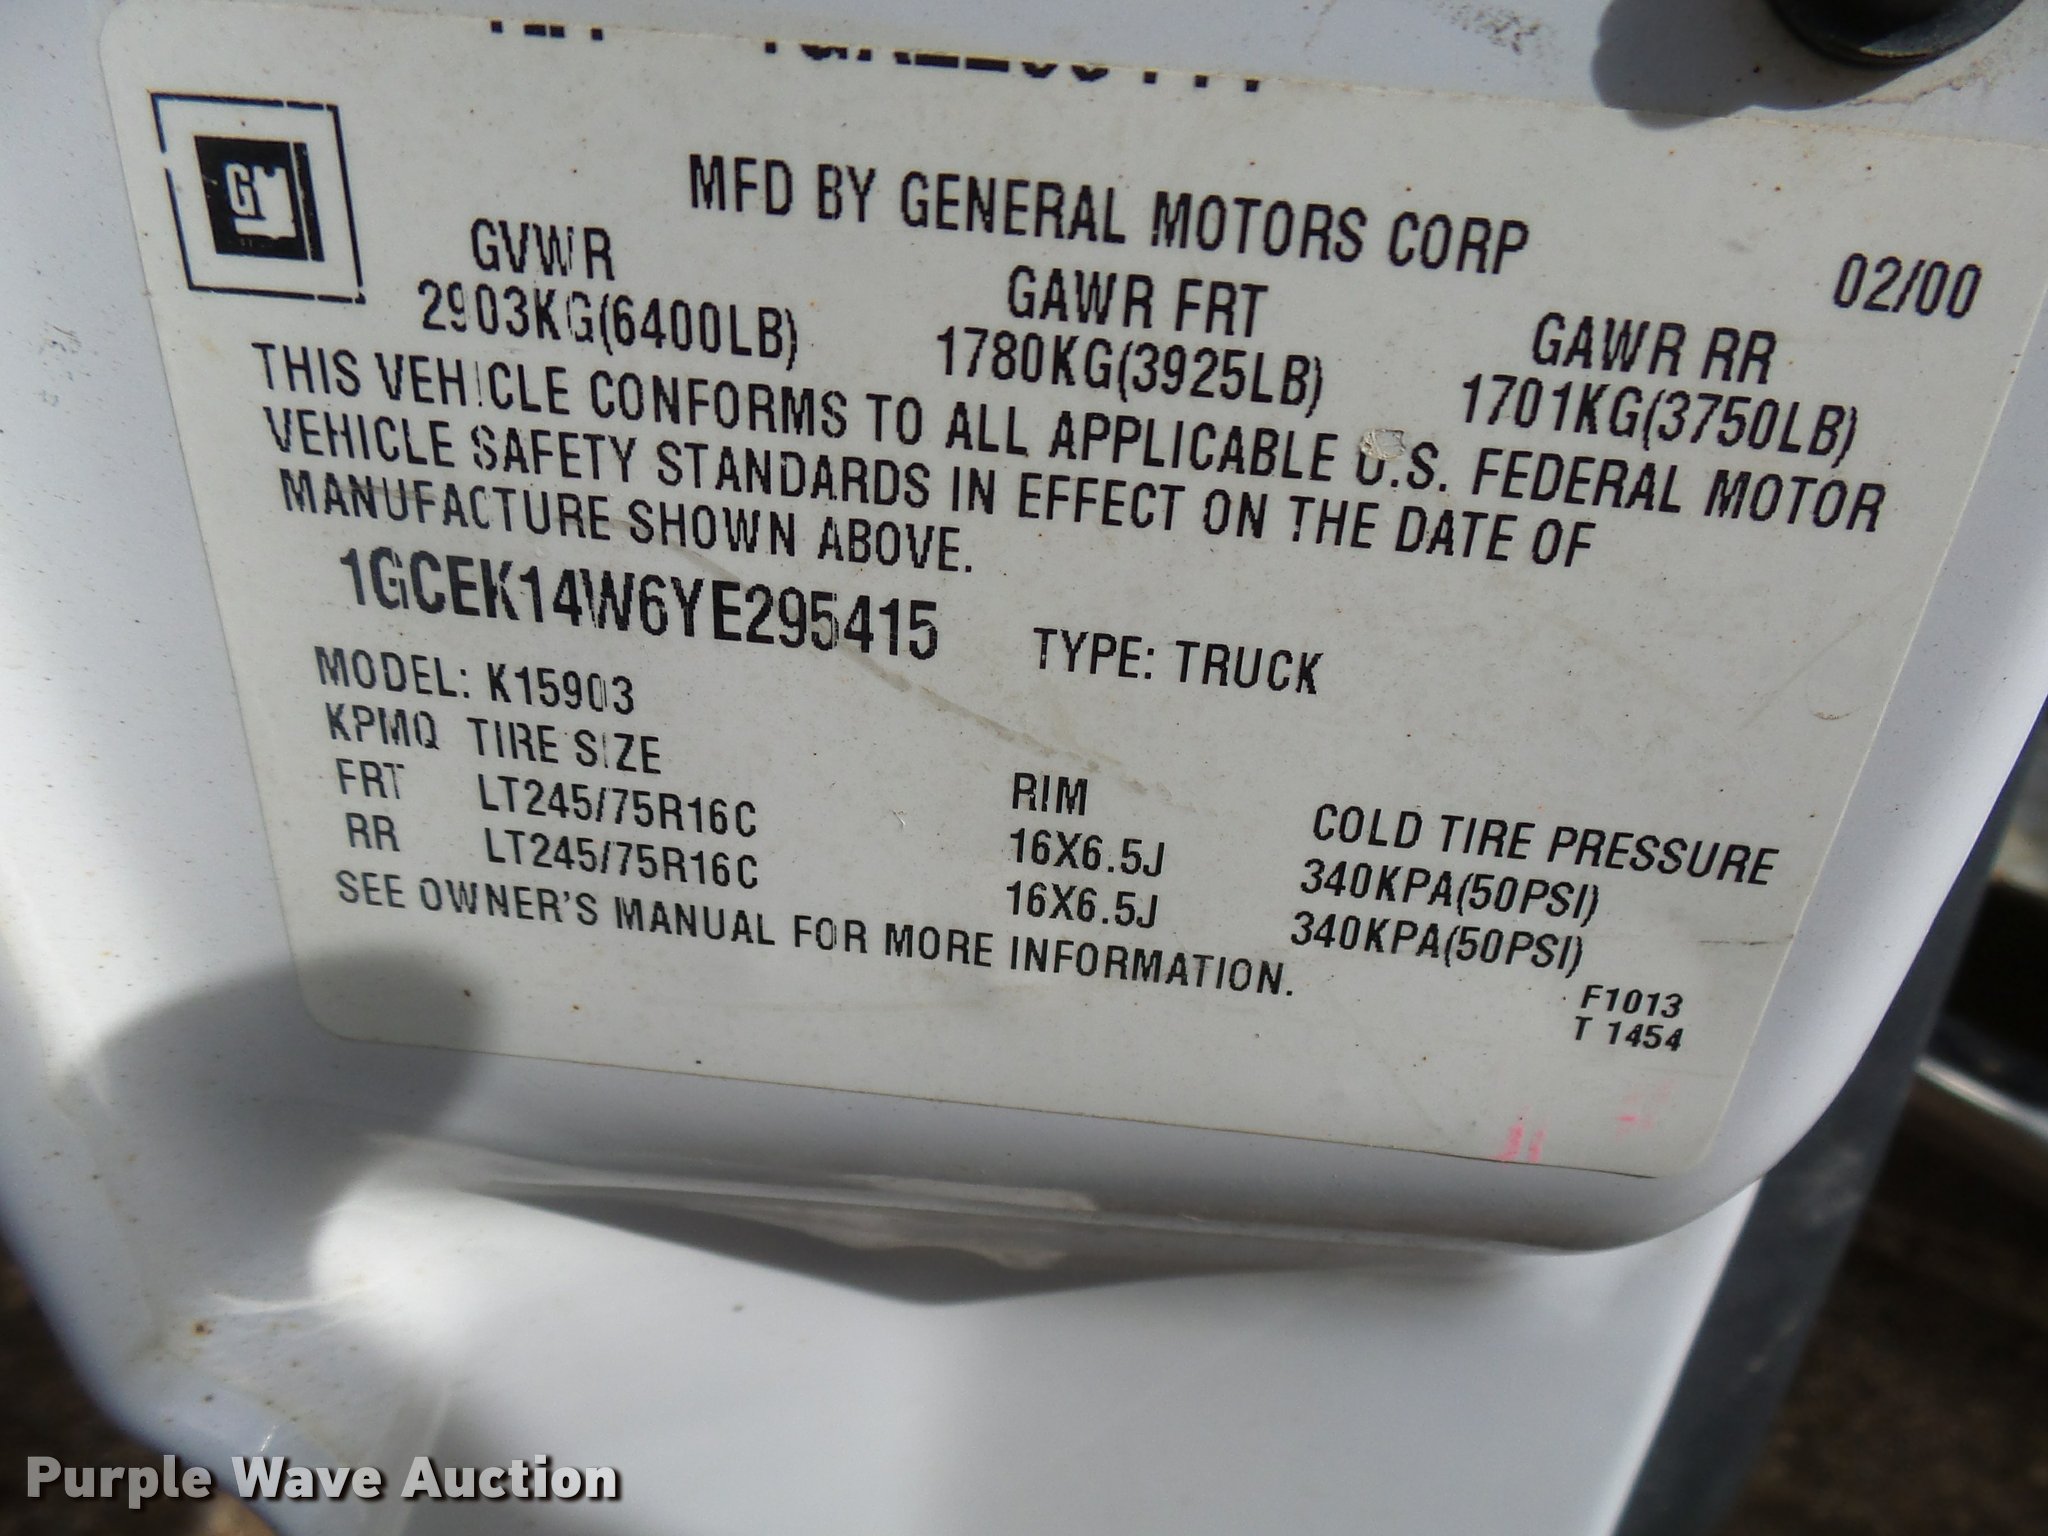 GM
MFD BY GENERAL MOTORS CORP
02/00
GVWR GAWR FRT GAWR RR
2903KG(6400LB) 1780KG(3925LB) 1701KG(3750LB)
THIS VEHICLE CONFORMS TO ALL APPLICABLE U.S. FEDERAL MOTOR
VEHICLE SAFETY STANDARDS IN EFFECT ON THE DATE OF
MANUFACTURE SHOWN ABOVE.
1GCEK14W6YE295415 TYPE: TRUCK
MODEL: K15903
KPMQ TIRE SIZE RIM COLD TIRE PRESSURE
FRT LT245/75R16C 16X6.5J 340KPA(50PSI)
RR LT245/75R16C 16X6.5J 340KPA(50PSI)
SEE OWNER'S MANUAL FOR MORE INFORMATION.
F1013
T 1454
Purple Wave Auction